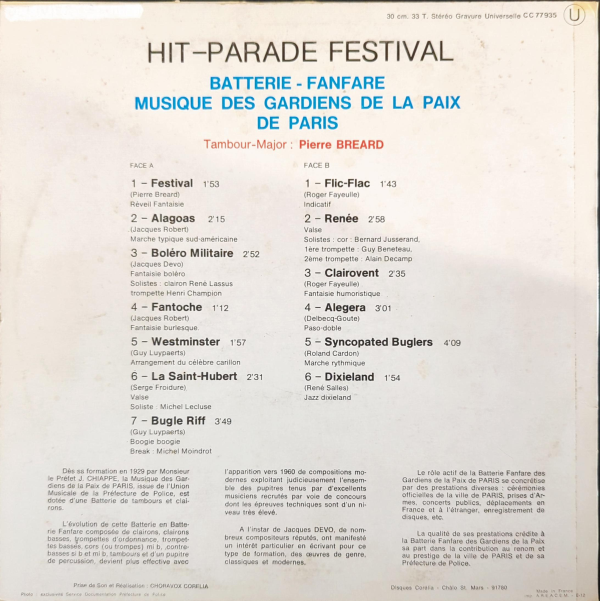 30 cm. 33 T. Stéréo Gravure Universelle CC 77935 U
HIT-PARADE FESTIVAL
BATTERIE - FANFARE
MUSIQUE DES GARDIENS DE LA PAIX
DE PARIS
Tambour-Major : Pierre BREARD
FACE A
1 – Festival 1'53
(Pierre Breard)
Réveil Fantaisie
2 – Alagoas 2'15
(Jacques Robert)
Marche typique sud-américaine
3 – Boléro Militaire 2'52
(Jacques Devo)
Fantaisie boléro
Solistes : clairon René Lassus
trompette Henri Champion
4 – Fantoche 1'12
(Jacques Robert)
Fantaisie burlesque
5 – Westminster 1'57
(Guy Luypaerts)
Arrangement du célèbre carillon
6 – La Saint-Hubert 2'31
(Serge Froidure)
Valse
Soliste : Michel Lecluse
7 – Bugle Riff 3'49
(Guy Luypaerts)
Boogie boogie
Break : Michel Moindrot
FACE B
1 – Flic-Flac 1'43
(Roger Fayeulle)
Indicatif
2 – Renée 2'58
Valse
Solistes : cor : Bernard Jusserand,
1ère trompette : Guy Beneteau,
2ème trompette : Alain Decamp
3 – Clairovent 2'35
(Roger Fayeulle)
Fantaisie humoristique
4 – Alegera 3'01
(Delbecq-Goute)
Paso-doble
5 – Syncopated Buglers 4'09
(Roland Cardon)
Marche rythmique
6 – Dixieland 1'54
(René Salles)
Jazz dixieland
Dès sa formation en 1929 par Monsieur
le Préfet J. CHIAPPE, la Musique des Gar-
diens de la Paix de PARIS, issue de l'Union
Musicale de la Préfecture de Police, est
dotée d'une Batterie de tambours et clai-
rons.
L'évolution de cette Batterie en Batte-
rie Fanfare composée de clairons, clairons
basses, trompettes d'ordonnance, trompet-
tes basses, cors (ou trompes) mi b, contre-
basses si b et mi b, tambours et d'un pupitre
de percussion, devient plus effective avec
l'apparition vers 1960 de compositions mo-
dernes exploitant judicieusement l'ensem-
ble des pupitres tenus par d'excellents
musiciens recrutés par voie de concours
dont les épreuves techniques sont d'un ni-
veau très élevé.
A l'instar de Jacques DEVO, de nom-
breux compositeurs réputés, ont manifesté
un intérêt particulier en écrivant pour ce
type de formation, des œuvres de genre,
classiques et modernes.
Le rôle actif de la Batterie Fanfare des
Gardiens de la Paix de PARIS se concrétise
par des prestations diverses : cérémonies
officielles de la ville de PARIS, prises d'Ar-
mes, concerts publics, déplacements en
France et à l'étranger, enregistrement de
disques, etc.
La qualité de ses prestations crédite à
la Batterie Fanfare des Gardiens de la Paix
sa part dans la contribution au renom et
au prestige de la ville de PARIS et de sa
Préfecture de Police.
Prise de Son et Réalisation : CHORAVOX CORELIA
Photo : exclusivité Service Documentation Préfecture de Police
Disques Corelia - Chalo St. Mars - 91780
Made in France